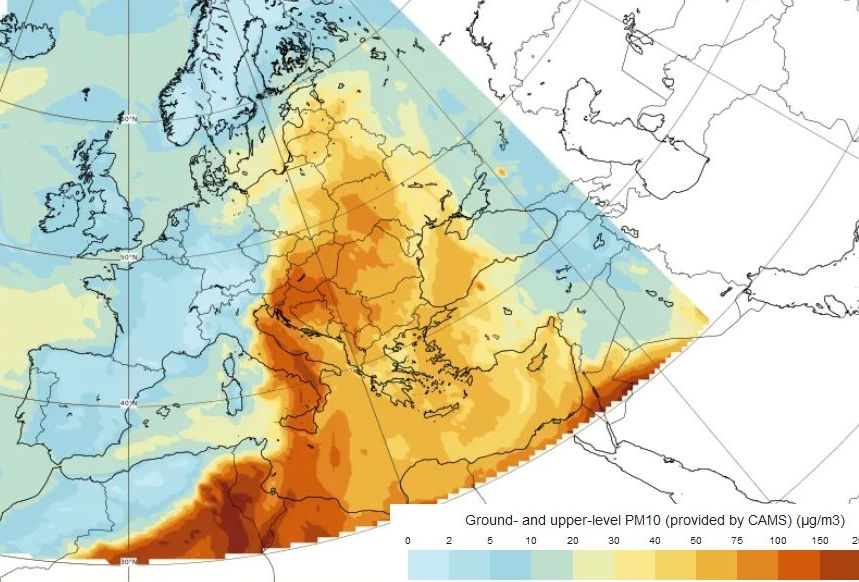 60°N
50°N
40°N
30°N
Ground- and upper-level PM10 (provided by CAMS) (µg/m3)
0 2 5 10 20 30 40 50 75 100 150